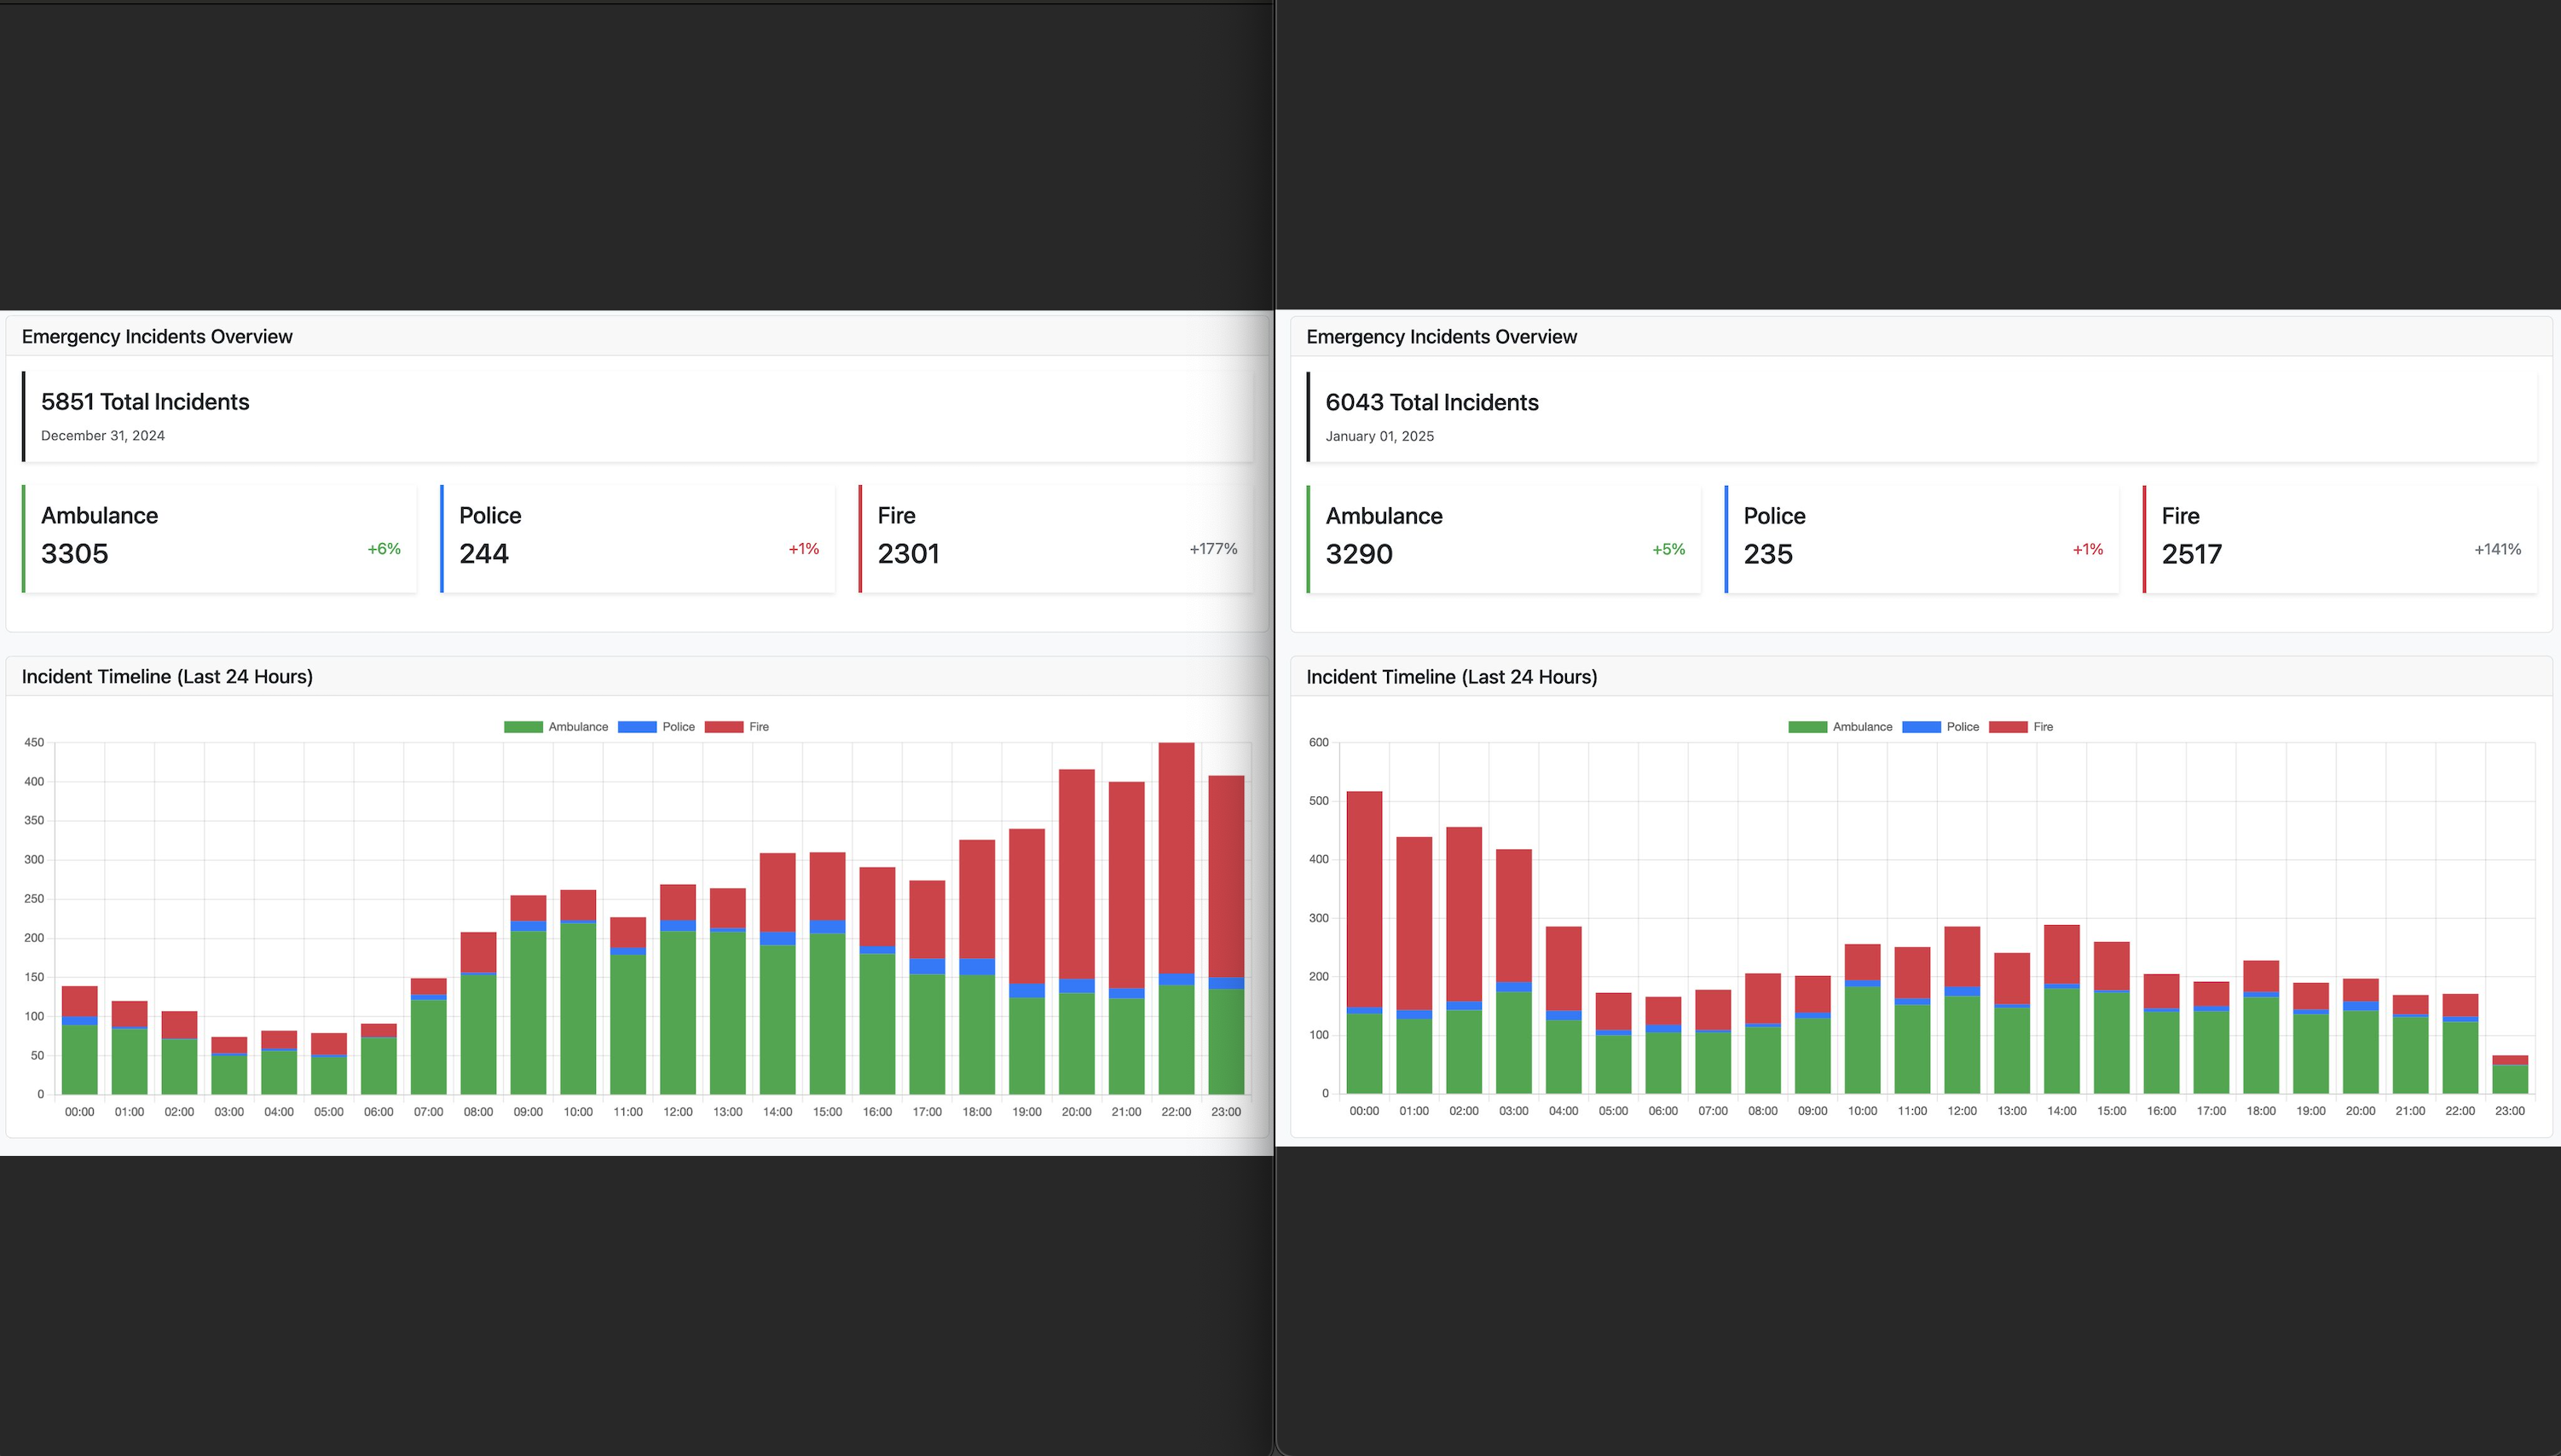 Emergency Incidents Overview
5851 Total Incidents
December 31, 2024
Ambulance
3305
+6%
Police
244
+1%
Fire
2301
+177%
Incident Timeline (Last 24 Hours)
Ambulance Police Fire
450
400
350
300
250
200
150
100
50
0
00:00 01:00 02:00 03:00 04:00 05:00 06:00 07:00 08:00 09:00 10:00 11:00 12:00 13:00 14:00 15:00 16:00 17:00 18:00 19:00 20:00 21:00 22:00 23:00
Emergency Incidents Overview
6043 Total Incidents
January 01, 2025
Ambulance
3290
+5%
Police
235
+1%
Fire
2517
+141%
Incident Timeline (Last 24 Hours)
Ambulance Police Fire
600
500
400
300
200
100
0
00:00 01:00 02:00 03:00 04:00 05:00 06:00 07:00 08:00 09:00 10:00 11:00 12:00 13:00 14:00 15:00 16:00 17:00 18:00 19:00 20:00 21:00 22:00 23:00